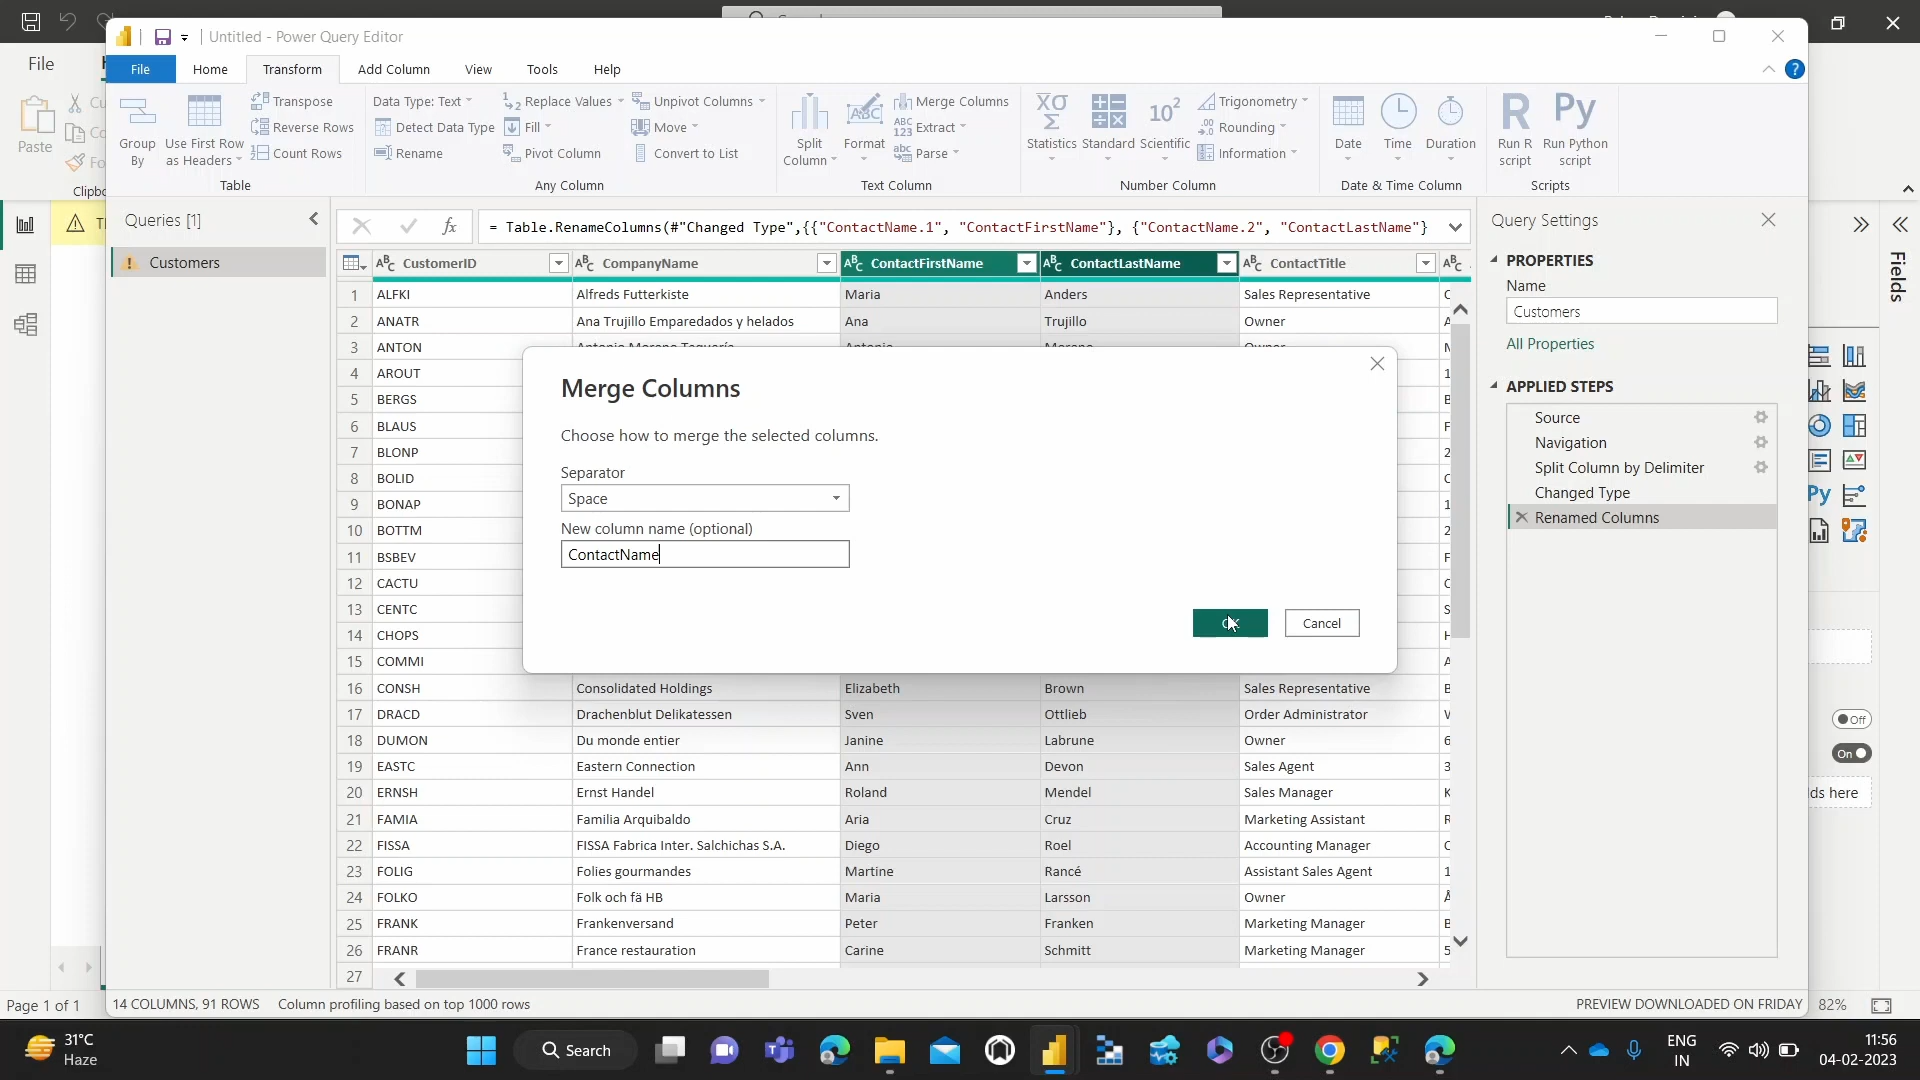 Untitled - Power Query Editor
File
File Home Transform Add Column View Tools Help
Paste
Group By
Use First Row as Headers
Transpose
Reverse Rows
Count Rows
Table
Data Type: Text
Detect Data Type
Rename
Replace Values
Fill
Pivot Column
Unpivot Columns
Move
Convert to List
Any Column
Split Column
Format
Merge Columns
Extract
Parse
Text Column
Statistics
Standard
Scientific
Trigonometry
Rounding
Information
Number Column
Date
Time
Duration
Date & Time Column
Run R script
Run Python script
Scripts
Queries [1]
Customers
= Table.RenameColumns(#"Changed Type",{{"ContactName.1", "ContactFirstName"}, {"ContactName.2", "ContactLastName"}
CustomerID CompanyName ContactFirstName ContactLastName ContactTitle
1 ALFKI Alfreds Futterkiste Maria Anders Sales Representative
2 ANATR Ana Trujillo Emparedados y helados Ana Trujillo Owner
3 ANTON Antonio Moreno Taquería Antonio Moreno Owner
4 AROUT
5 BERGS
6 BLAUS
7 BLONP
8 BOLID
9 BONAP
10 BOTTM
11 BSBEV
12 CACTU
13 CENTC
14 CHOPS
15 COMMI
16 CONSH Consolidated Holdings Elizabeth Brown Sales Representative
17 DRACD Drachenblut Delikatessen Sven Ottlieb Order Administrator
18 DUMON Du monde entier Janine Labrune Owner
19 EASTC Eastern Connection Ann Devon Sales Agent
20 ERNSH Ernst Handel Roland Mendel Sales Manager
21 FAMIA Familia Arquibaldo Aria Cruz Marketing Assistant
22 FISSA FISSA Fabrica Inter. Salchichas S.A. Diego Roel Accounting Manager
23 FOLIG Folies gourmandes Martine Rancé Assistant Sales Agent
24 FOLKO Folk och fä HB Maria Larsson Owner
25 FRANK Frankenversand Peter Franken Marketing Manager
26 FRANR France restauration Carine Schmitt Marketing Manager
27
Merge Columns
Choose how to merge the selected columns.
Separator
Space
New column name (optional)
ContactName
OK Cancel
Query Settings
PROPERTIES
Name
Customers
All Properties
APPLIED STEPS
Source
Navigation
Split Column by Delimiter
Changed Type
Renamed Columns
Fields
Off
On
ds here
Page 1 of 1
14 COLUMNS, 91 ROWS Column profiling based on top 1000 rows
PREVIEW DOWNLOADED ON FRIDAY
82%
31°C
Haze
Search
ENG
IN
11:56
04-02-2023